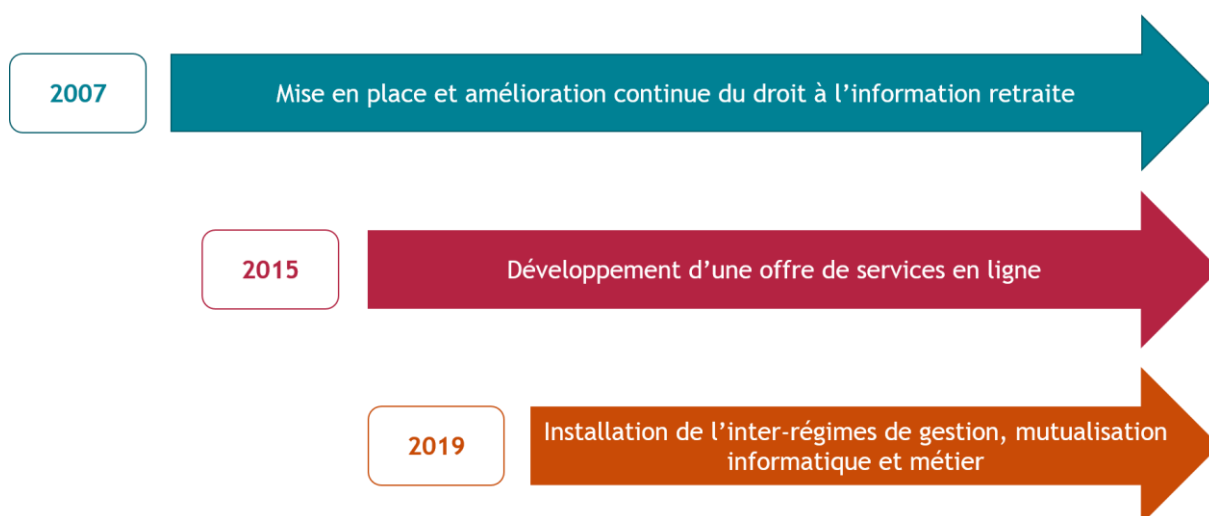 2007
Mise en place et amélioration continue du droit à l’information retraite
2015
Développement d’une offre de services en ligne
2019
Installation de l’inter-régimes de gestion, mutualisation
informatique et métier